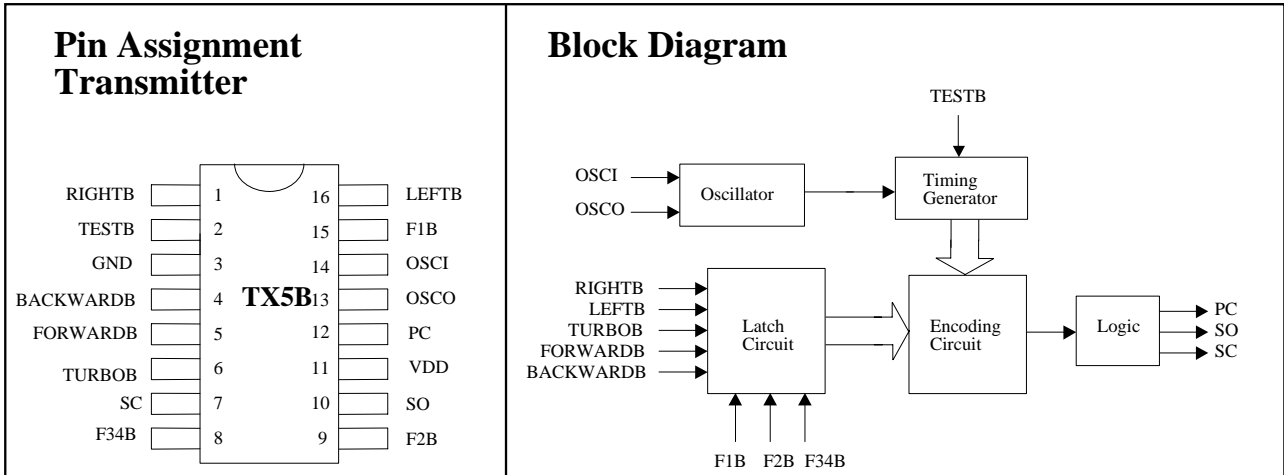 Pin Assignment
Transmitter
RIGHTB 1 16 LEFTB
TESTB 2 15 F1B
GND 3 14 OSCI
BACKWARDB 4 TX5B 13 OSCO
FORWARDB 5 12 PC
TURBOB 6 11 VDD
SC 7 10 SO
F34B 8 9 F2B
Block Diagram
TESTB
OSCI
OSCO
Oscillator
Timing
Generator
RIGHTB
LEFTB
TURBOB
FORWARDB
BACKWARDB
Latch
Circuit
Encoding
Circuit
Logic
PC
SO
SC
F1B F2B F34B